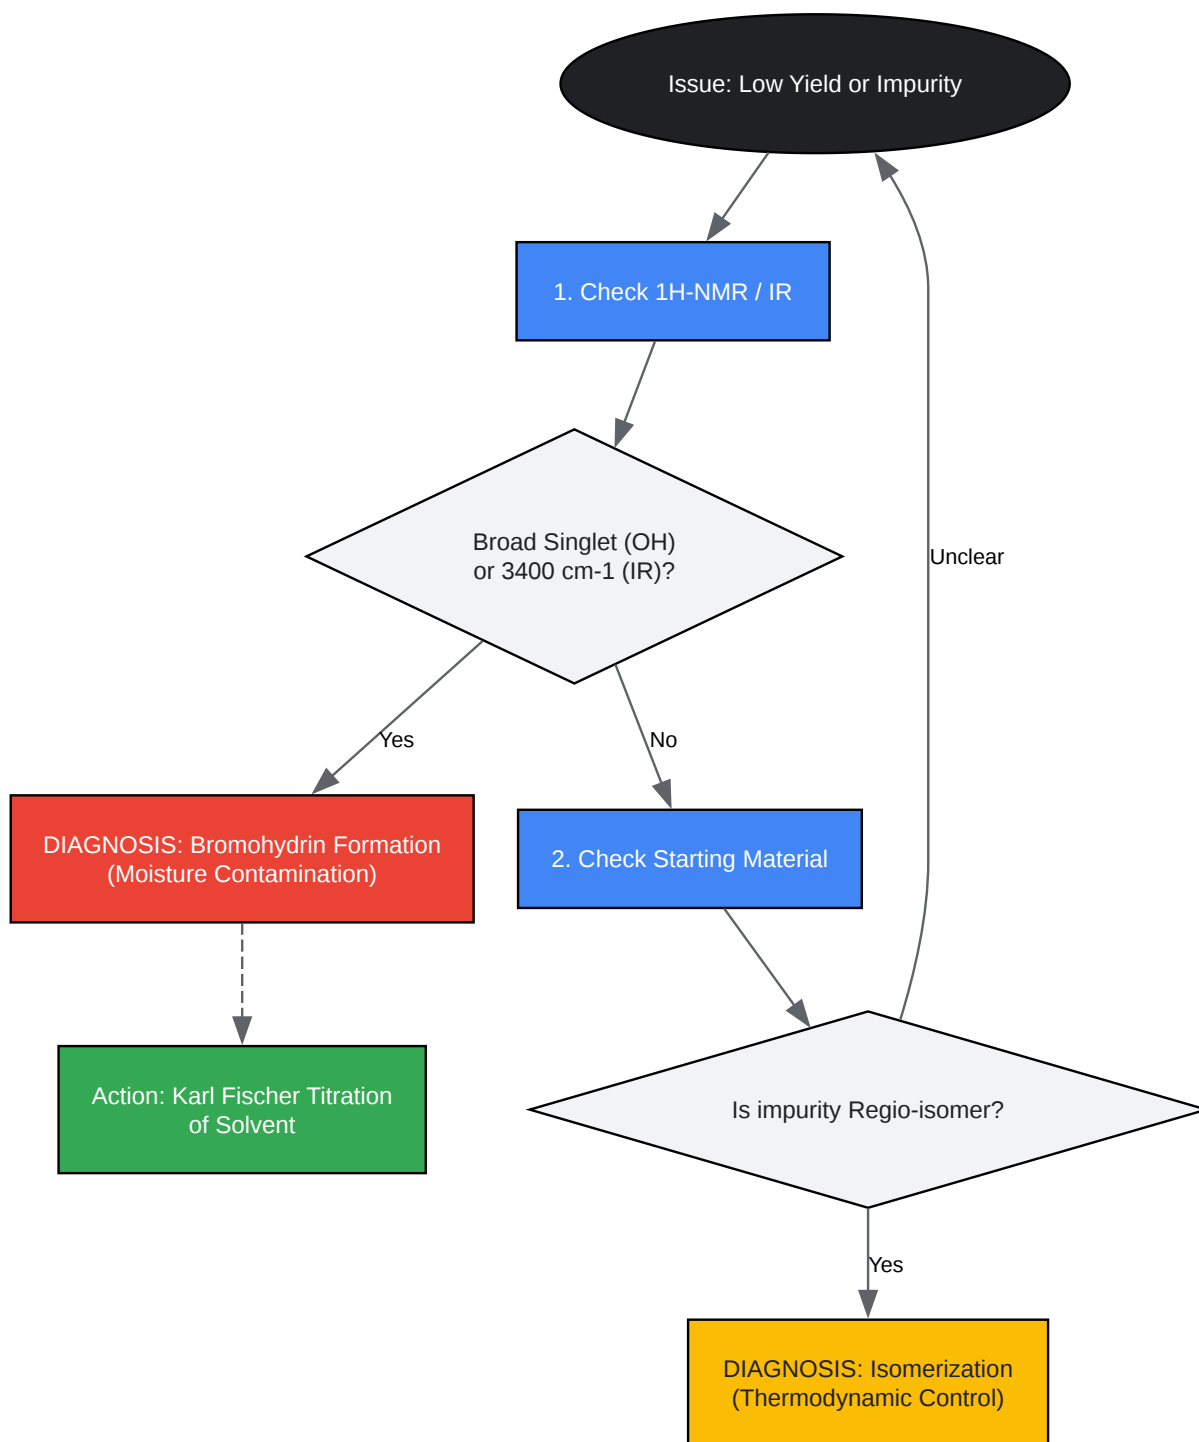 Issue: Low Yield or Impurity
1. Check 1H-NMR / IR
Broad Singlet (OH)
or 3400 cm-1 (IR)?
Unclear
Yes
No
DIAGNOSIS: Bromohydrin Formation
(Moisture Contamination)
2. Check Starting Material
Action: Karl Fischer Titration
of Solvent
Is impurity Regio-isomer?
Yes
DIAGNOSIS: Isomerization
(Thermodynamic Control)